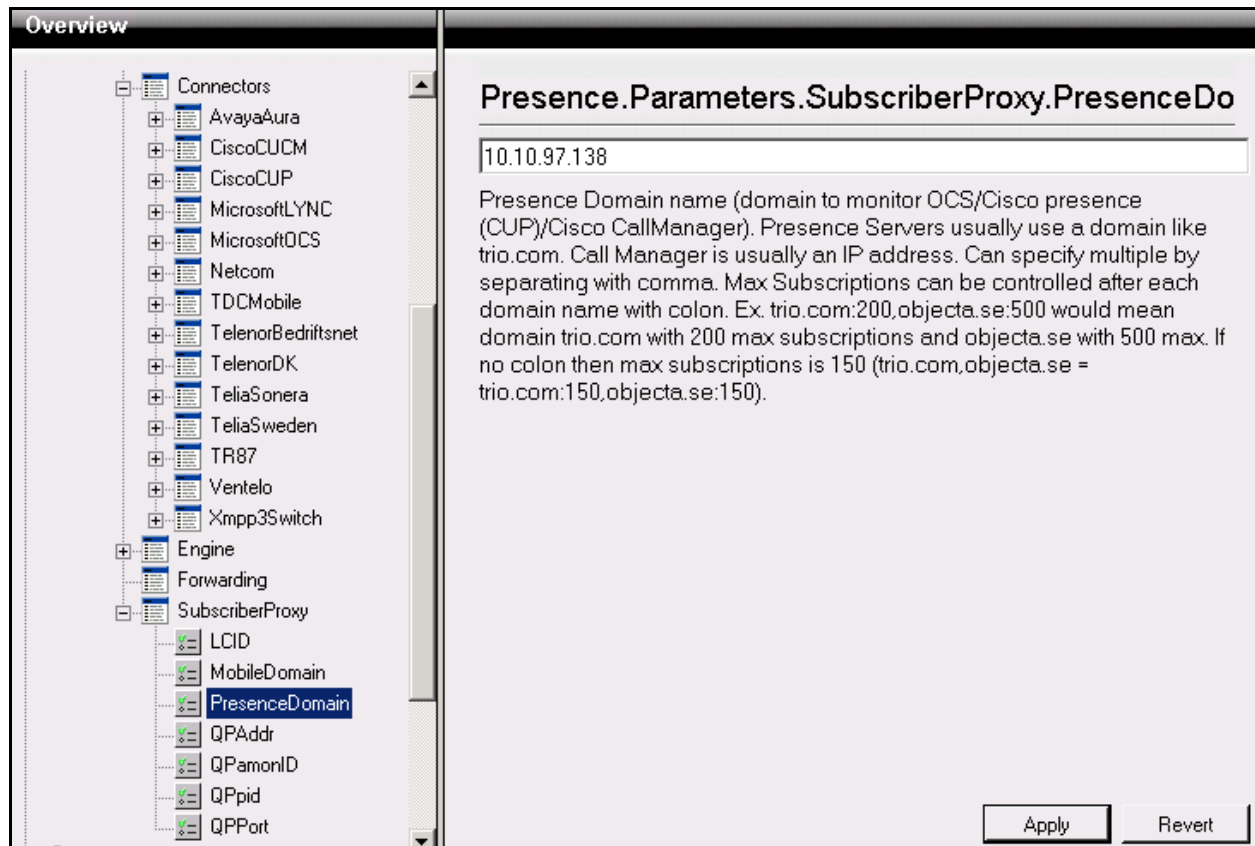 Overview
Connectors
AvayaAura
CiscoCUCM
CiscoCUP
MicrosoftLYNC
MicrosoftOCS
Netcom
TDCMobile
TelenorBedriftsnet
TelenorDK
TeliaSonera
TeliaSweden
TR87
Ventelo
Xmpp3Switch
Engine
Forwarding
SubscriberProxy
LCID
MobileDomain
PresenceDomain
QPAddr
QPamonID
QPpid
QPPort
Presence.Parameters.SubscriberProxy.PresenceDo
10.10.97.138
Presence Domain name (domain to monitor OCS/Cisco presence
(CUP)/Cisco CallManager). Presence Servers usually use a domain like
trio.com. Call Manager is usually an IP address. Can specify multiple by
separating with comma. Max Subscriptions can be controlled after each
domain name with colon. Ex. trio.com:200,objecta.se:500 would mean
domain trio.com with 200 max subscriptions and objecta.se with 500 max. If
no colon then max subscriptions is 150 (trio.com,objecta.se =
trio.com:150,objecta.se:150).
Apply
Revert